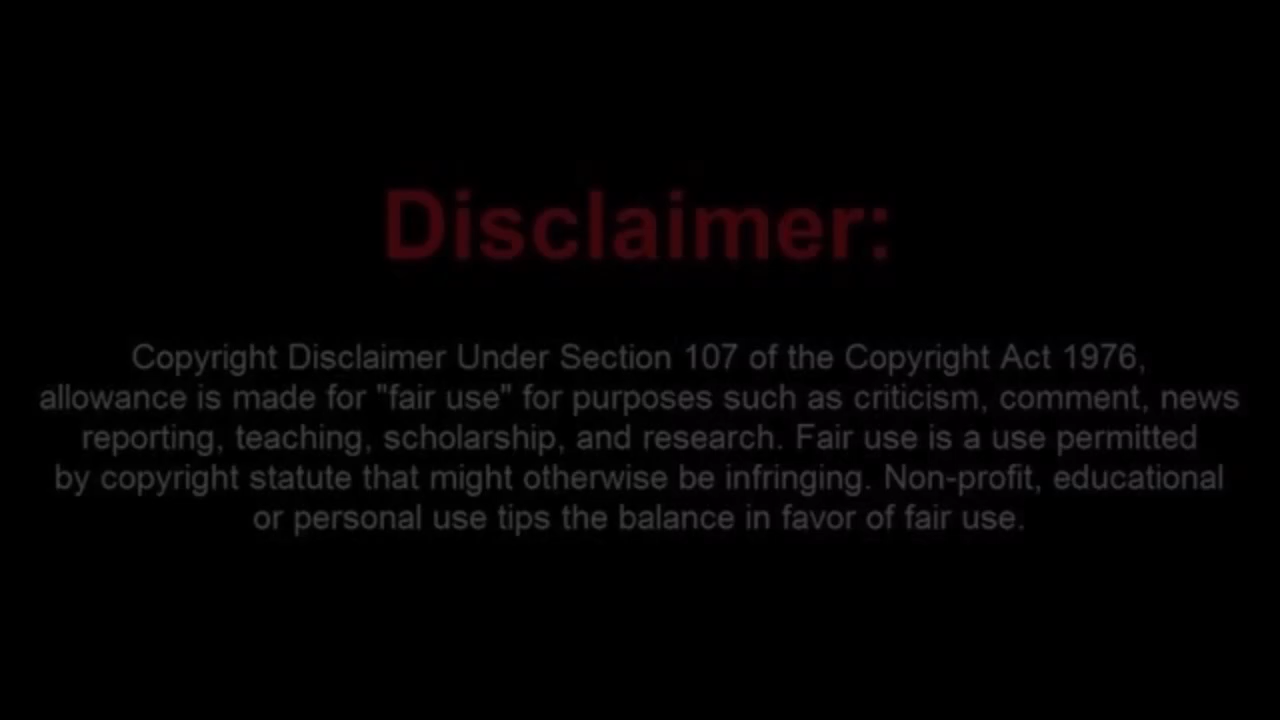 Disclaimer:
Copyright Disclaimer Under Section 107 of the Copyright Act 1976,
allowance is made for "fair use" for purposes such as criticism, comment, news
reporting, teaching, scholarship, and research. Fair use is a use permitted
by copyright statute that might otherwise be infringing. Non-profit, educational
or personal use tips the balance in favor of fair use.